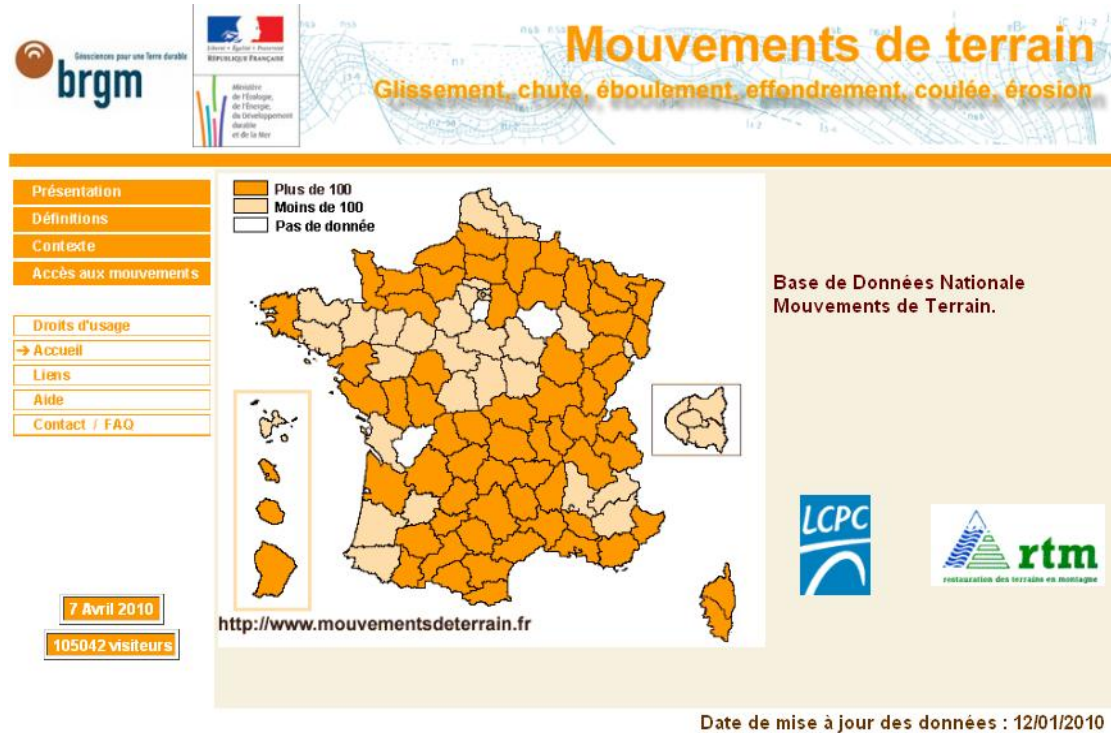 Géosciences pour une Terre durable
brgm
Liberté • Égalité • Fraternité
RÉPUBLIQUE FRANÇAISE
Ministère
de l'Écologie,
de l'Énergie,
du Développement
durable
et de la Mer
Mouvements de terrain
Glissement, chute, éboulement, effondrement, coulée, érosion
Présentation
Définitions
Contexte
Accès aux mouvements
Droits d'usage
→ Accueil
Liens
Aide
Contact / FAQ
7 Avril 2010
105042 visiteurs
Plus de 100
Moins de 100
Pas de donnée
http://www.mouvementsdeterrain.fr
Base de Données Nationale
Mouvements de Terrain.
LCPC
rtm
restauration des terrains en montagne
Date de mise à jour des données : 12/01/2010